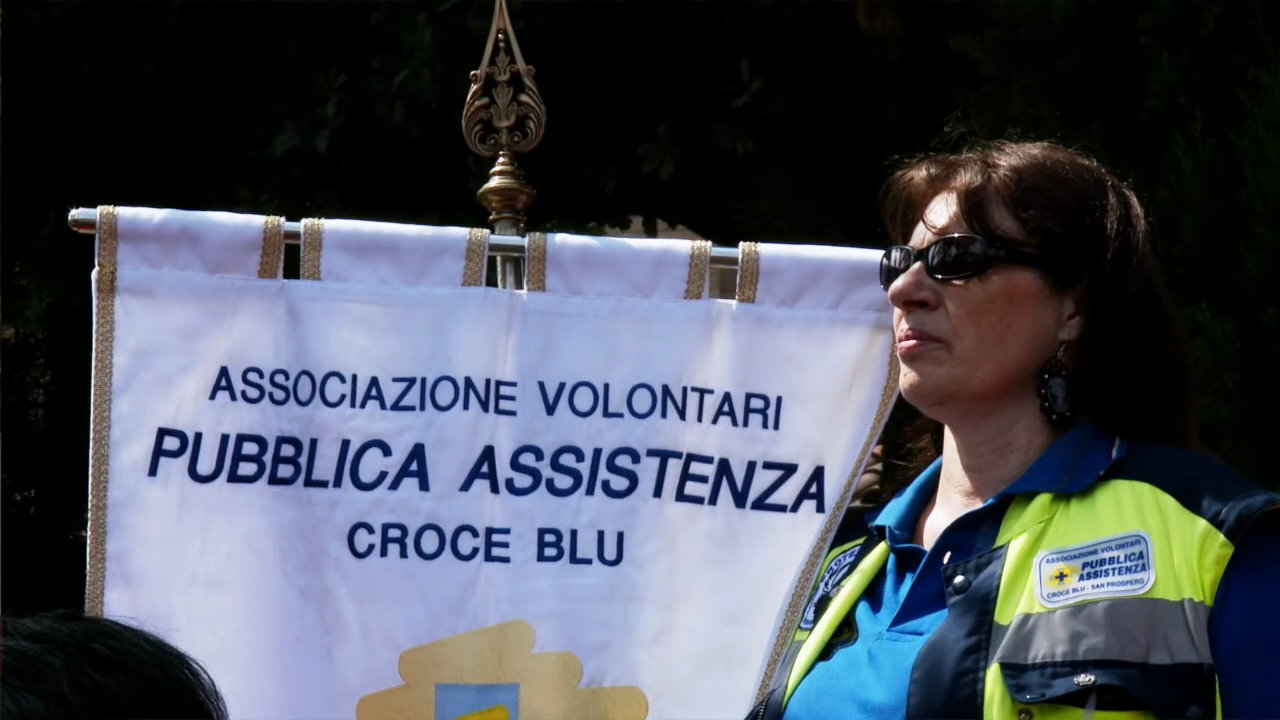 ASSOCIAZIONE VOLONTARI
PUBBLICA ASSISTENZA
CROCE BLU
ASSOCIAZIONE VOLONTARI
PUBBLICA
ASSISTENZA
CROCE BLU - SAN PROSPERO